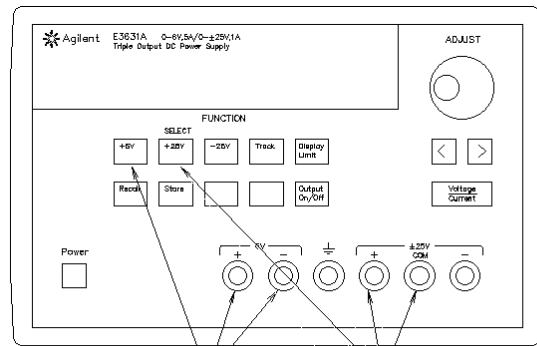 Agilent E3631A 0-6V,5A/0-±25V,1A
Triple Output DC Power Supply
ADJUST
FUNCTION
SELECT
+6V +25V -25V Track Display Limit
< >
Recall Store Output On/Off Voltage Current
Power
6V ±25V
+ - + COM -